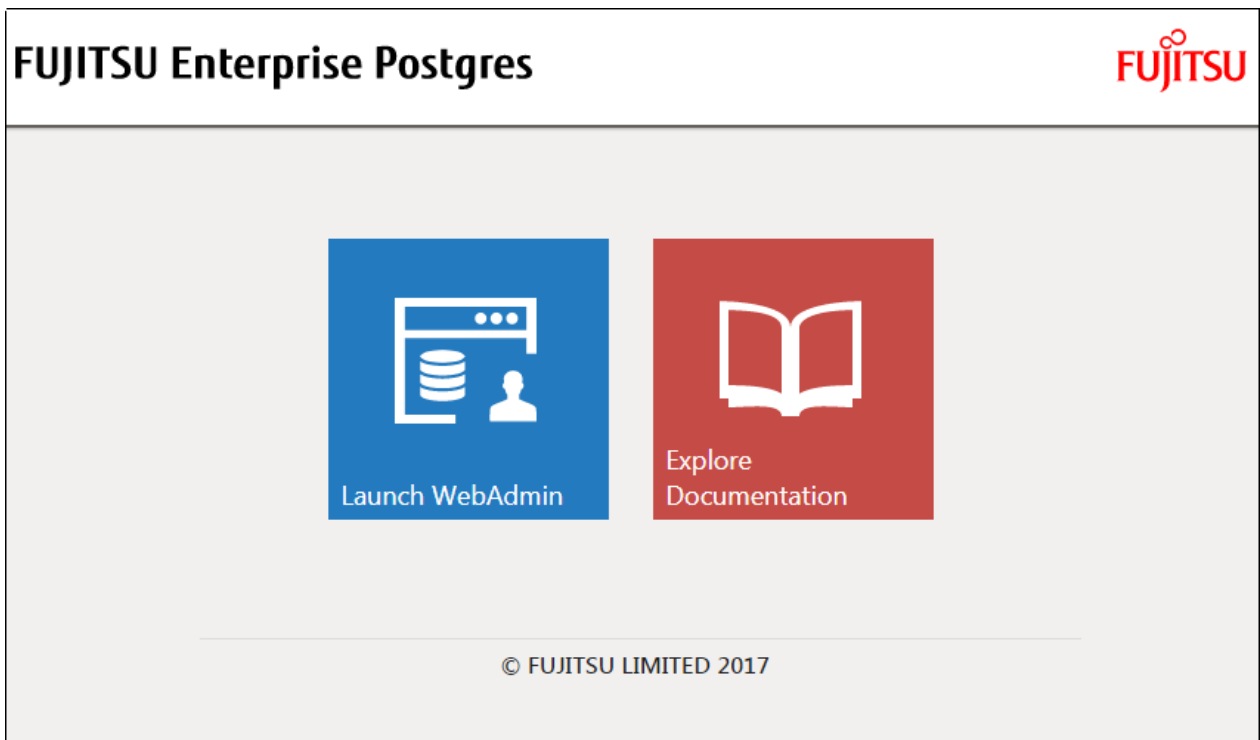 FUJITSU Enterprise Postgres
FUJITSU
Launch WebAdmin
Explore
Documentation
© FUJITSU LIMITED 2017